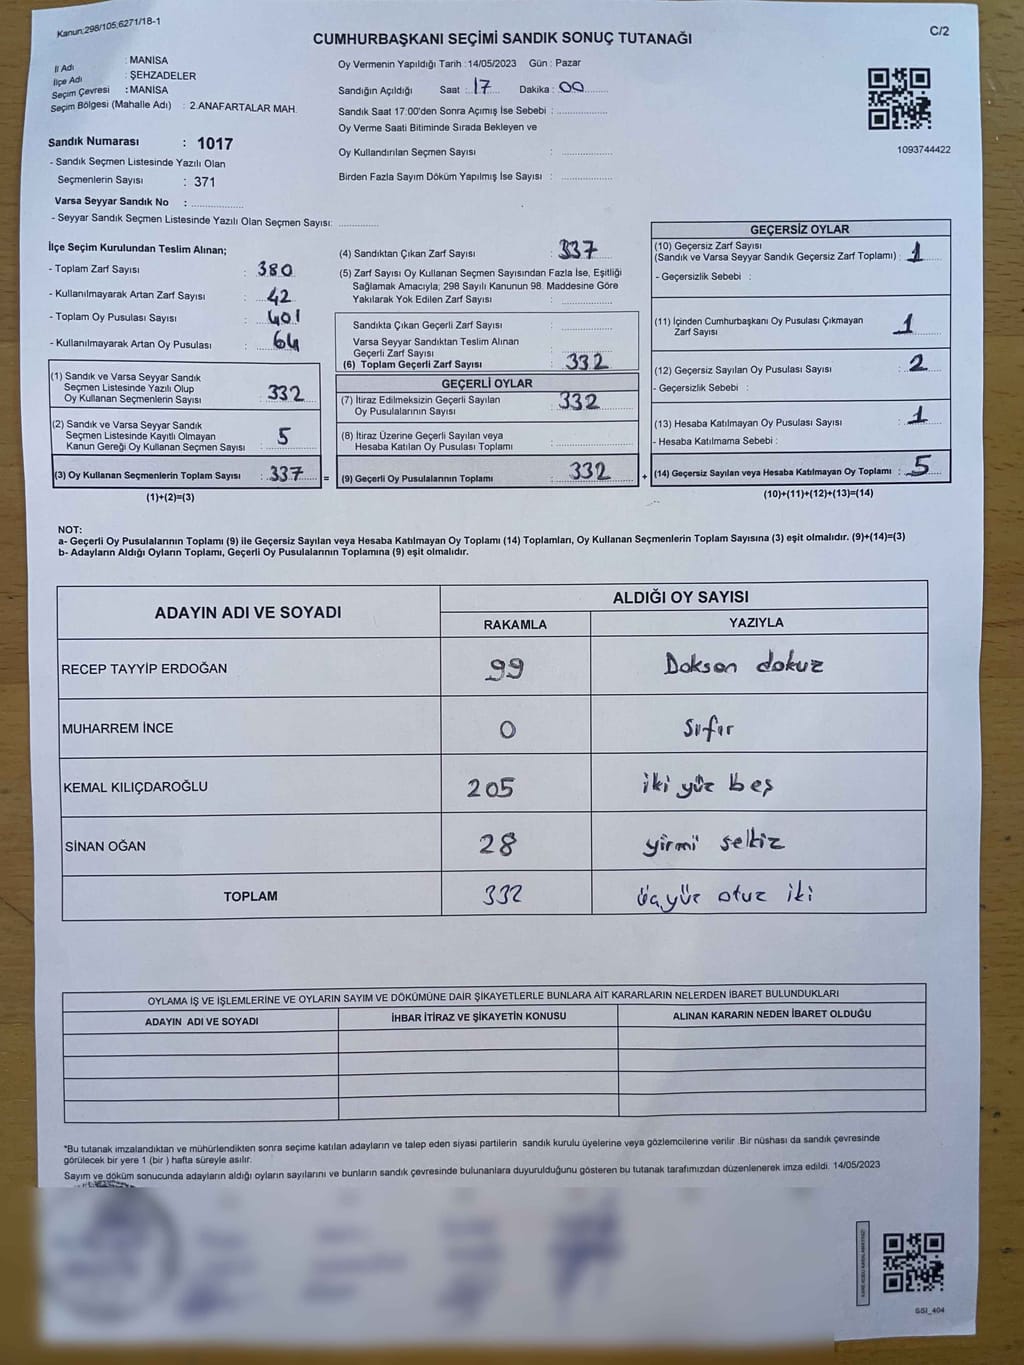 Kanun:298/105,6271/18-1
C/2
CUMHURBAŞKANI SEÇİMİ SANDIK SONUÇ TUTANAĞI
İl Adı : MANİSA
İlçe Adı : ŞEHZADELER
Seçim Çevresi : MANİSA
Seçim Bölgesi (Mahalle Adı) : 2.ANAFARTALAR MAH.
Oy Vermenin Yapıldığı Tarih :14/05/2023 Gün : Pazar
Sandığın Açıldığı Saat : 17 Dakika : 00
Sandık Saat 17:00'den Sonra Açımış İse Sebebi :
Oy Verme Saati Bitiminde Sırada Bekleyen ve
Oy Kullandırılan Seçmen Sayısı :
Birden Fazla Sayım Döküm Yapılmış İse Sayısı :
1093744422
Sandık Numarası : 1017
- Sandık Seçmen Listesinde Yazılı Olan
Seçmenlerin Sayısı : 371
Varsa Seyyar Sandık No :
- Seyyar Sandık Seçmen Listesinde Yazılı Olan Seçmen Sayısı:
İlçe Seçim Kurulundan Teslim Alınan;
- Toplam Zarf Sayısı : 380
- Kullanılmayarak Artan Zarf Sayısı : 42
- Toplam Oy Pusulası Sayısı : 401
- Kullanılmayarak Artan Oy Pusulası : 64
(1) Sandık ve Varsa Seyyar Sandık
Seçmen Listesinde Yazılı Olup
Oy Kullanan Seçmenlerin Sayısı : 332
(2) Sandık ve Varsa Seyyar Sandık
Seçmen Listesinde Kayıtlı Olmayan
Kanun Gereği Oy Kullanan Seçmen Sayısı : 5
(3) Oy Kullanan Seçmenlerin Toplam Sayısı : 337 =
(1)+(2)=(3)
(4) Sandıktan Çıkan Zarf Sayısı : 337
(5) Zarf Sayısı Oy Kullanan Seçmen Sayısından Fazla İse, Eşitliği
Sağlamak Amacıyla; 298 Sayılı Kanunun 98. Maddesine Göre
Yakılarak Yok Edilen Zarf Sayısı :
Sandıkta Çıkan Geçerli Zarf Sayısı :
Varsa Seyyar Sandıktan Teslim Alınan
Geçerli Zarf Sayısı :
(6) Toplam Geçerli Zarf Sayısı : 332
GEÇERLİ OYLAR
(7) İtiraz Edilmeksizin Geçerli Sayılan
Oy Pusulalarının Sayısı : 332
(8) İtiraz Üzerine Geçerli Sayılan veya
Hesaba Katılan Oy Pusulası Toplamı :
(9) Geçerli Oy Pusulalarının Toplamı : 332 +
GEÇERSİZ OYLAR
(10) Geçersiz Zarf Sayısı
(Sandık ve Varsa Seyyar Sandık Geçersiz Zarf Toplamı) : 1
- Geçersizlik Sebebi :
(11) İçinden Cumhurbaşkanı Oy Pusulası Çıkmayan
Zarf Sayısı 1
(12) Geçersiz Sayılan Oy Pusulası Sayısı : 2
- Geçersizlik Sebebi :
(13) Hesaba Katılmayan Oy Pusulası Sayısı : 1
- Hesaba Katılmama Sebebi :
(14) Geçersiz Sayılan veya Hesaba Katılmayan Oy Toplamı : 5
(10)+(11)+(12)+(13)=(14)
NOT:
a- Geçerli Oy Pusulalarının Toplamı (9) ile Geçersiz Sayılan veya Hesaba Katılmayan Oy Toplamı (14) Toplamları, Oy Kullanan Seçmenlerin Toplam Sayısına (3) eşit olmalıdır. (9)+(14)=(3)
b- Adayların Aldığı Oyların Toplamı, Geçerli Oy Pusulalarının Toplamına (9) eşit olmalıdır.
ADAYIN ADI VE SOYADI ALDIĞI OY SAYISI
RAKAMLA YAZIYLA
RECEP TAYYİP ERDOĞAN 99 Doksan dokuz
MUHARREM İNCE 0 Sıfır
KEMAL KILIÇDAROĞLU 205 iki yüz beş
SİNAN OĞAN 28 yirmi sekiz
TOPLAM 332 üçyüz otuz iki
OYLAMA İŞ VE İŞLEMLERİNE VE OYLARIN SAYIM VE DÖKÜMÜNE DAİR ŞİKAYETLERLE BUNLARA AİT KARARLARIN NELERDEN İBARET BULUNDUKLARI
ADAYIN ADI VE SOYADI İHBAR İTİRAZ VE ŞİKAYETİN KONUSU ALINAN KARARIN NEDEN İBARET OLDUĞU
*Bu tutanak imzalandıktan ve mühürlendikten sonra seçime katılan adayların ve talep eden siyasi partilerin sandık kurulu üyelerine veya gözlemcilerine verilir .Bir nüshası da sandık çevresinde
görülecek bir yere 1 (bir ) hafta süreyle asılır.
Sayım ve döküm sonucunda adayların aldığı oyların sayılarını ve bunların sandık çevresinde bulunanlara duyurulduğunu gösteren bu tutanak tarafımızdan düzenlenerek imza edildi. 14/05/2023
GSI_404